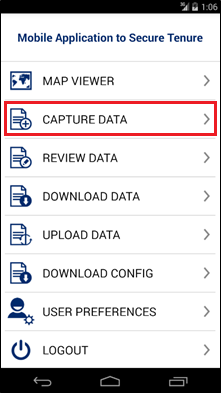 1:06
Mobile Application to Secure Tenure
MAP VIEWER
CAPTURE DATA
REVIEW DATA
DOWNLOAD DATA
UPLOAD DATA
DOWNLOAD CONFIG
USER PREFERENCES
LOGOUT